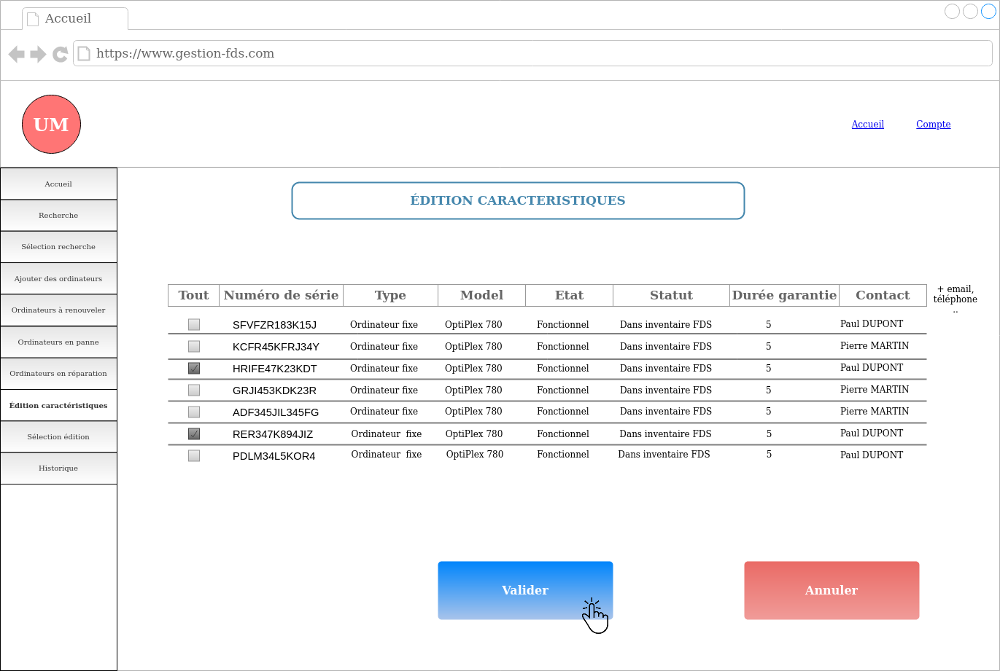 Accueil
https://www.gestion-fds.com
UM
Accueil Compte
Accueil
Recherche
Sélection recherche
Ajouter des ordinateurs
Ordinateurs à renouveler
Ordinateurs en panne
Ordinateurs en réparation
Édition caractéristiques
Sélection édition
Historique
ÉDITION CARACTERISTIQUES
Tout Numéro de série Type Model Etat Statut Durée garantie Contact
+ email,
téléphone
..
SFVFZR183K15J Ordinateur fixe OptiPlex 780 Fonctionnel Dans inventaire FDS 5 Paul DUPONT
KCFR45KFRJ34Y Ordinateur fixe OptiPlex 780 Fonctionnel Dans inventaire FDS 5 Pierre MARTIN
HRIFE47K23KDT Ordinateur fixe OptiPlex 780 Fonctionnel Dans inventaire FDS 5 Paul DUPONT
GRJI453KDK23R Ordinateur fixe OptiPlex 780 Fonctionnel Dans inventaire FDS 5 Pierre MARTIN
ADF345JIL345FG Ordinateur fixe OptiPlex 780 Fonctionnel Dans inventaire FDS 5 Pierre MARTIN
RER347K894JIZ Ordinateur fixe OptiPlex 780 Fonctionnel Dans inventaire FDS 5 Paul DUPONT
PDLM34L5KOR4 Ordinateur fixe OptiPlex 780 Fonctionnel Dans inventaire FDS 5 Paul DUPONT
Valider Annuler